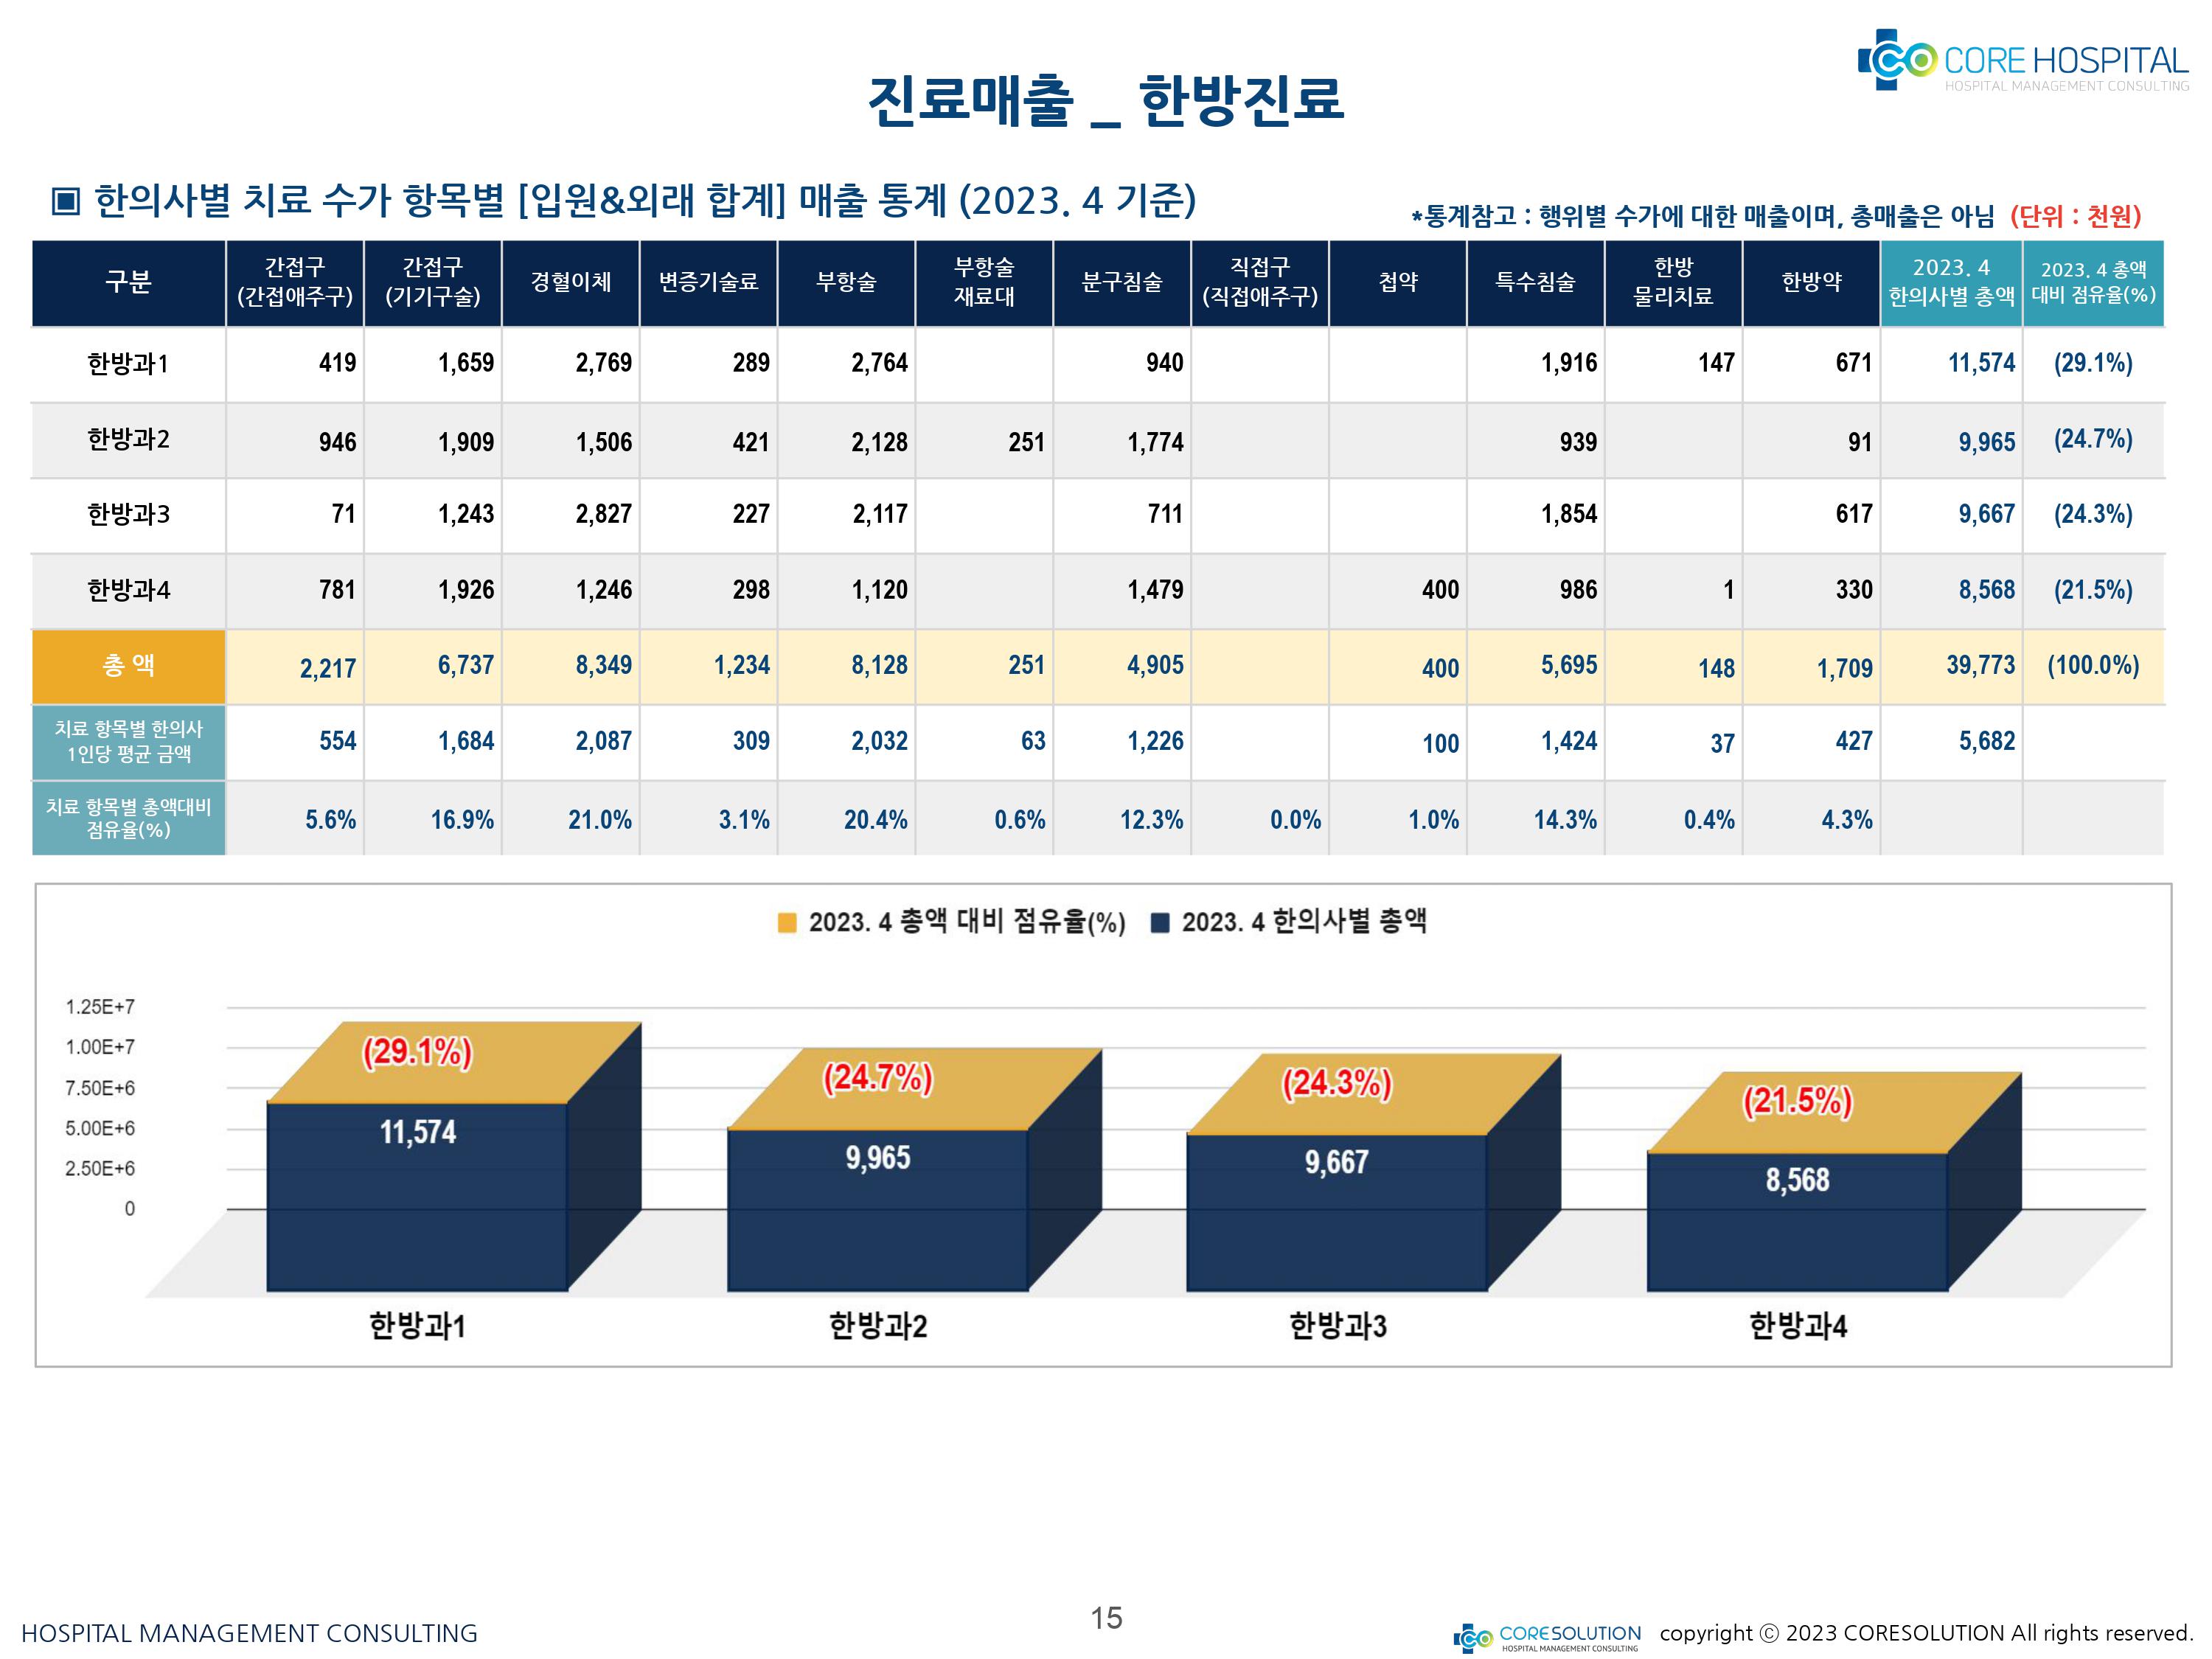 CORE HOSPITAL
HOSPITAL MANAGEMENT CONSULTING
진료매출 _ 한방진료
▣ 한의사별 치료 수가 항목별 [입원&외래 합계] 매출 통계 (2023. 4 기준)
*통계참고 : 행위별 수가에 대한 매출이며, 총매출은 아님 (단위 : 천원)
구분 간접구 (간접애주구) 간접구 (기기구술) 경혈이체 변증기술료 부항술 부항술 재료대 분구침술 직접구 (직접애주구) 첩약 특수침술 한방 물리치료 한방약 2023. 4 한의사별 총액 2023. 4 총액 대비 점유율(%)
한방과1 419 1,659 2,769 289 2,764 940 1,916 147 671 11,574 (29.1%)
한방과2 946 1,909 1,506 421 2,128 251 1,774 939 91 9,965 (24.7%)
한방과3 71 1,243 2,827 227 2,117 711 1,854 617 9,667 (24.3%)
한방과4 781 1,926 1,246 298 1,120 1,479 400 986 1 330 8,568 (21.5%)
총 액 2,217 6,737 8,349 1,234 8,128 251 4,905 400 5,695 148 1,709 39,773 (100.0%)
치료 항목별 한의사 1인당 평균 금액 554 1,684 2,087 309 2,032 63 1,226 100 1,424 37 427 5,682
치료 항목별 총액대비 점유율(%) 5.6% 16.9% 21.0% 3.1% 20.4% 0.6% 12.3% 0.0% 1.0% 14.3% 0.4% 4.3%
2023. 4 총액 대비 점유율(%) 2023. 4 한의사별 총액
1.25E+7
1.00E+7
7.50E+6
5.00E+6
2.50E+6
0
(29.1%) (24.7%) (24.3%) (21.5%)
11,574 9,965 9,667 8,568
한방과1 한방과2 한방과3 한방과4
HOSPITAL MANAGEMENT CONSULTING
15
CORESOLUTION
HOSPITAL MANAGEMENT CONSULTING
copyright ⓒ 2023 CORESOLUTION All rights reserved.